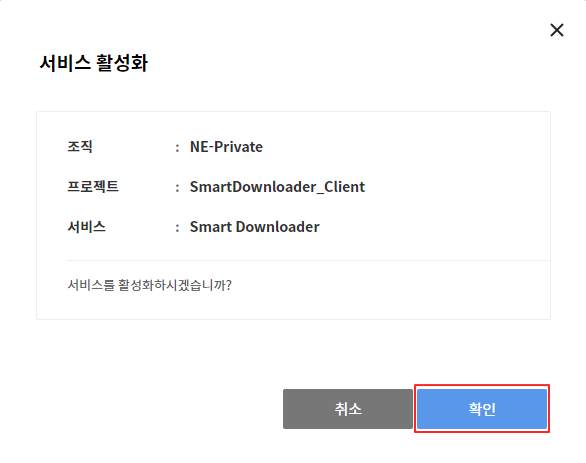 서비스 활성화
조직 : NE-Private
프로젝트 : SmartDownloader_Client
서비스 : Smart Downloader
서비스를 활성화하시겠습니까?
취소 확인